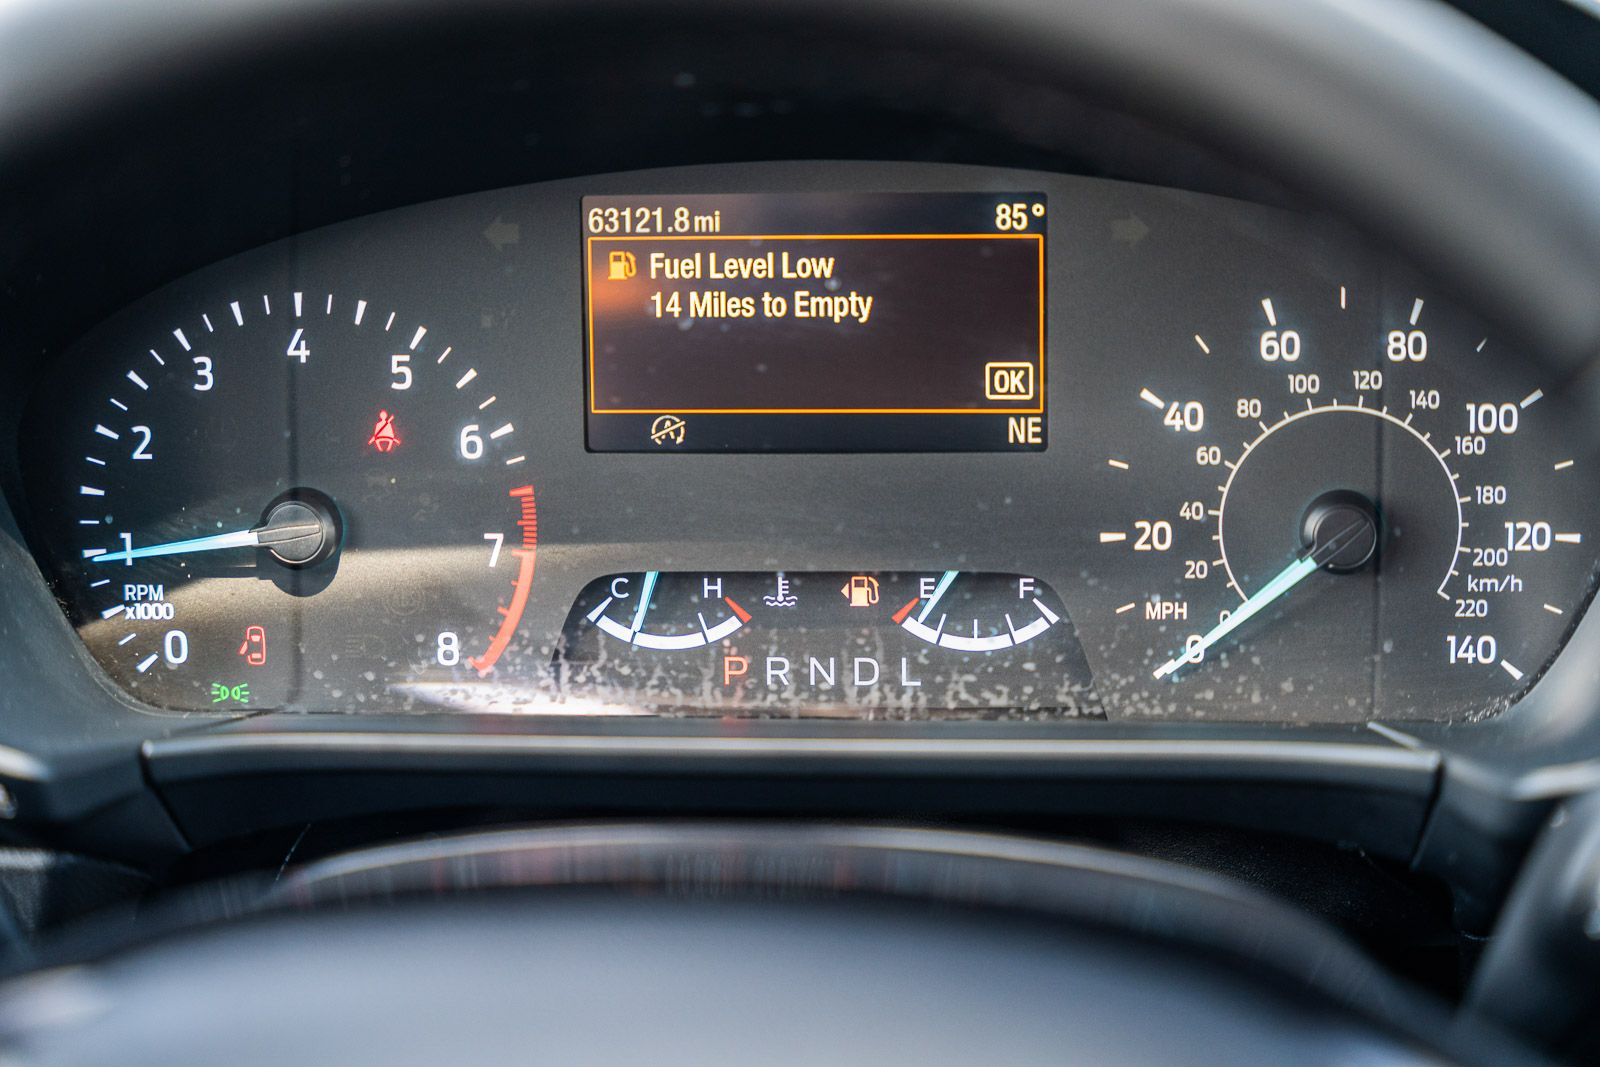 63121.8 mi 85°
Fuel Level Low
14 Miles to Empty
OK
A
NE
0 1 2 3 4 5 6 7 8
RPM
x1000
C H
E F
P R N D L
0 20 40 60 80 100 120 140
MPH
0 20 40 60 80 100 120 140 160 180 200 220
km/h